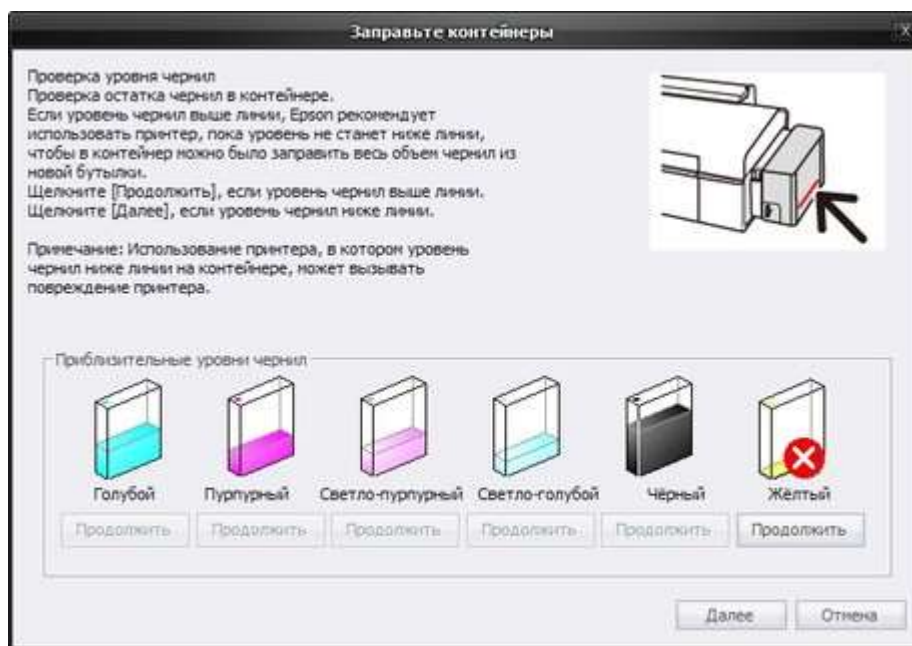 Заправьте контейнеры
Проверка уровня чернил
Проверка остатка чернил в контейнере.
Если уровень чернил выше линии, Epson рекомендует
использовать принтер, пока уровень не станет ниже линии,
чтобы в контейнер можно было заправить весь объем чернил из
новой бутылки.
Щелкните [Продолжить], если уровень чернил выше линии.
Щелкните [Далее], если уровень чернил ниже линии.
Примечание: Использование принтера, в котором уровень
чернил ниже линии на контейнере, может вызывать
повреждение принтера.
Приблизительные уровни чернил
Голубой Пурпурный Светло-пурпурный Светло-голубой Чёрный Жёлтый
Продолжить Продолжить Продолжить Продолжить Продолжить Продолжить
Далее Отмена